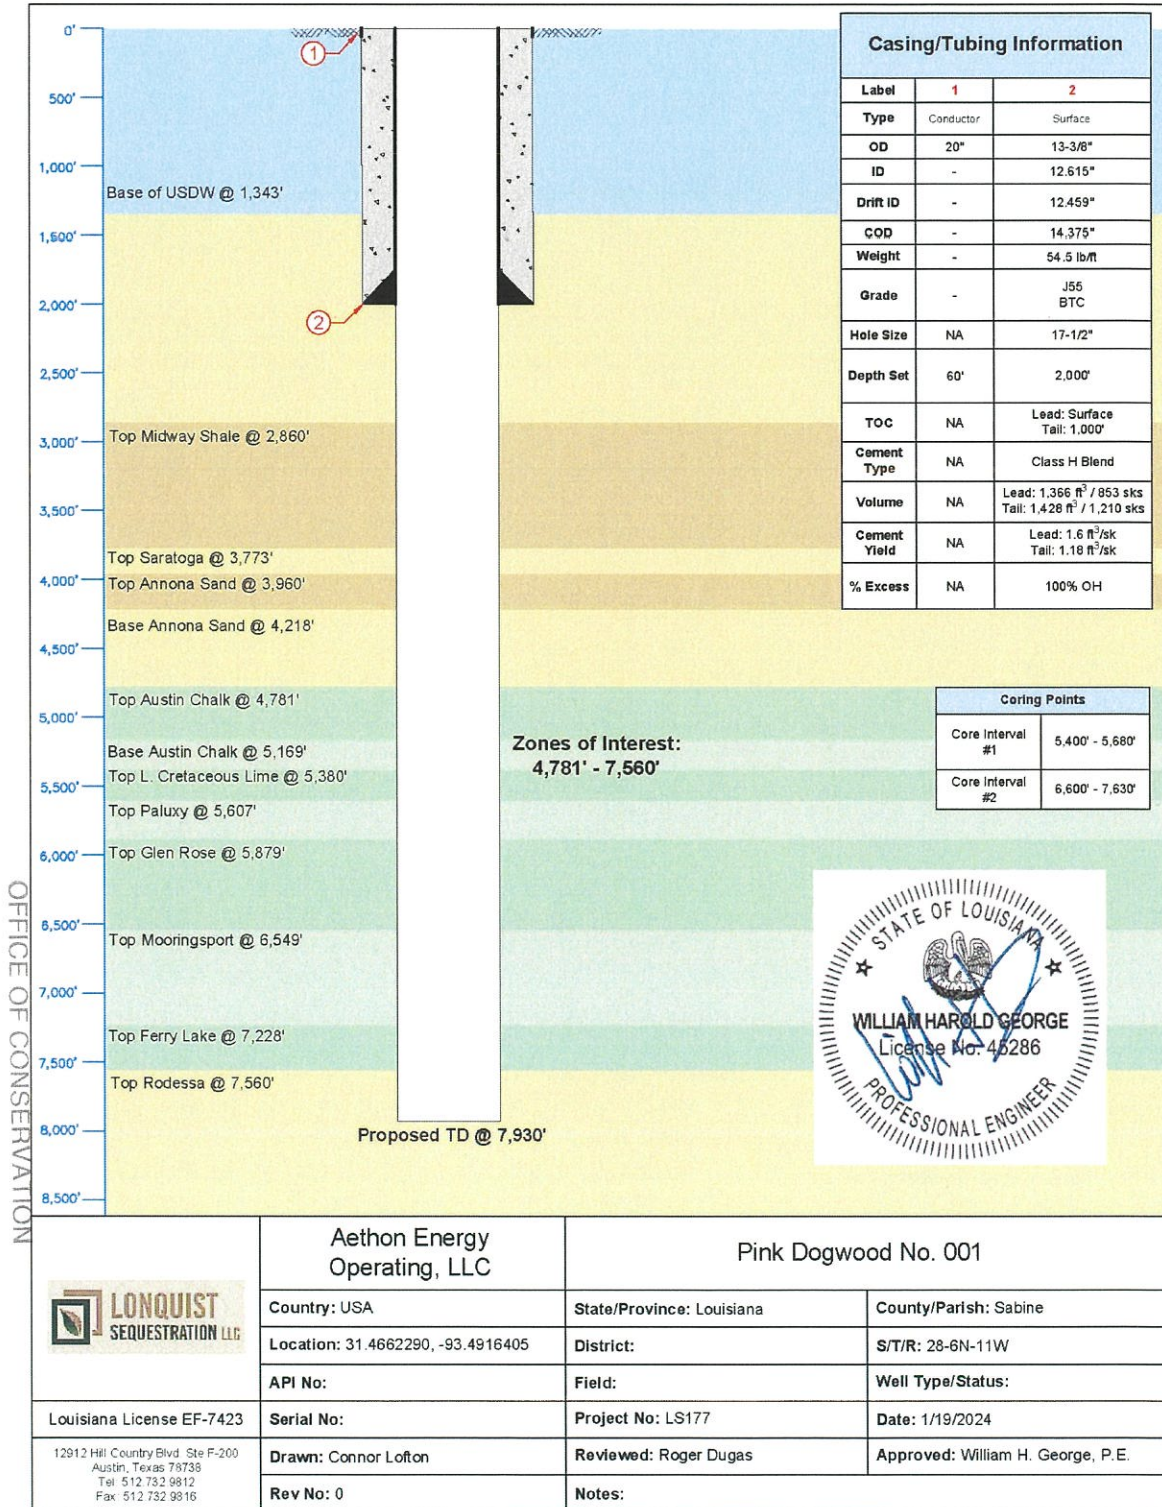 0'
500'
1,000'
1,500'
2,000'
2,500'
3,000'
3,500'
4,000'
4,500'
5,000'
5,500'
6,000'
6,500'
7,000'
7,500'
8,000'
8,500'
1
2
Base of USDW @ 1,343'
Top Midway Shale @ 2,860'
Top Saratoga @ 3,773'
Top Annona Sand @ 3,960'
Base Annona Sand @ 4,218'
Top Austin Chalk @ 4,781'
Base Austin Chalk @ 5,169'
Top L. Cretaceous Lime @ 5,380'
Top Paluxy @ 5,607'
Top Glen Rose @ 5,879'
Top Mooringsport @ 6,549'
Top Ferry Lake @ 7,228'
Top Rodessa @ 7,560'
Zones of Interest:
4,781' - 7,560'
Proposed TD @ 7,930'
Casing/Tubing Information
Label 1 2
Type Conductor Surface
OD 20" 13-3/8"
ID - 12.615"
Drift ID - 12.459"
COD - 14.375"
Weight - 54.5 lb/ft
Grade - J55
BTC
Hole Size NA 17-1/2"
Depth Set 60' 2,000'
TOC NA Lead: Surface
Tail: 1,000'
Cement
Type NA Class H Blend
Volume NA Lead: 1,366 ft³ / 853 sks
Tail: 1,428 ft³ / 1,210 sks
Cement
Yield NA Lead: 1.6 ft³/sk
Tail: 1.18 ft³/sk
% Excess NA 100% OH
Coring Points
Core Interval
#1 5,400' - 5,680'
Core Interval
#2 6,600' - 7,630'
STATE OF LOUISIANA
WILLIAM HAROLD GEORGE
License No. 45286
PROFESSIONAL ENGINEER
OFFICE OF CONSERVATION
LONQUIST
SEQUESTRATION LLC
Louisiana License EF-7423
12912 Hill Country Blvd Ste F-200
Austin, Texas 78738
Tel: 512 732 9812
Fax: 512 732 9816
Aethon Energy
Operating, LLC
Pink Dogwood No. 001
Country: USA
State/Province: Louisiana
County/Parish: Sabine
Location: 31.4662290, -93.4916405
District:
S/T/R: 28-6N-11W
API No:
Field:
Well Type/Status:
Serial No:
Project No: LS177
Date: 1/19/2024
Drawn: Connor Lofton
Reviewed: Roger Dugas
Approved: William H. George, P.E.
Rev No: 0
Notes: